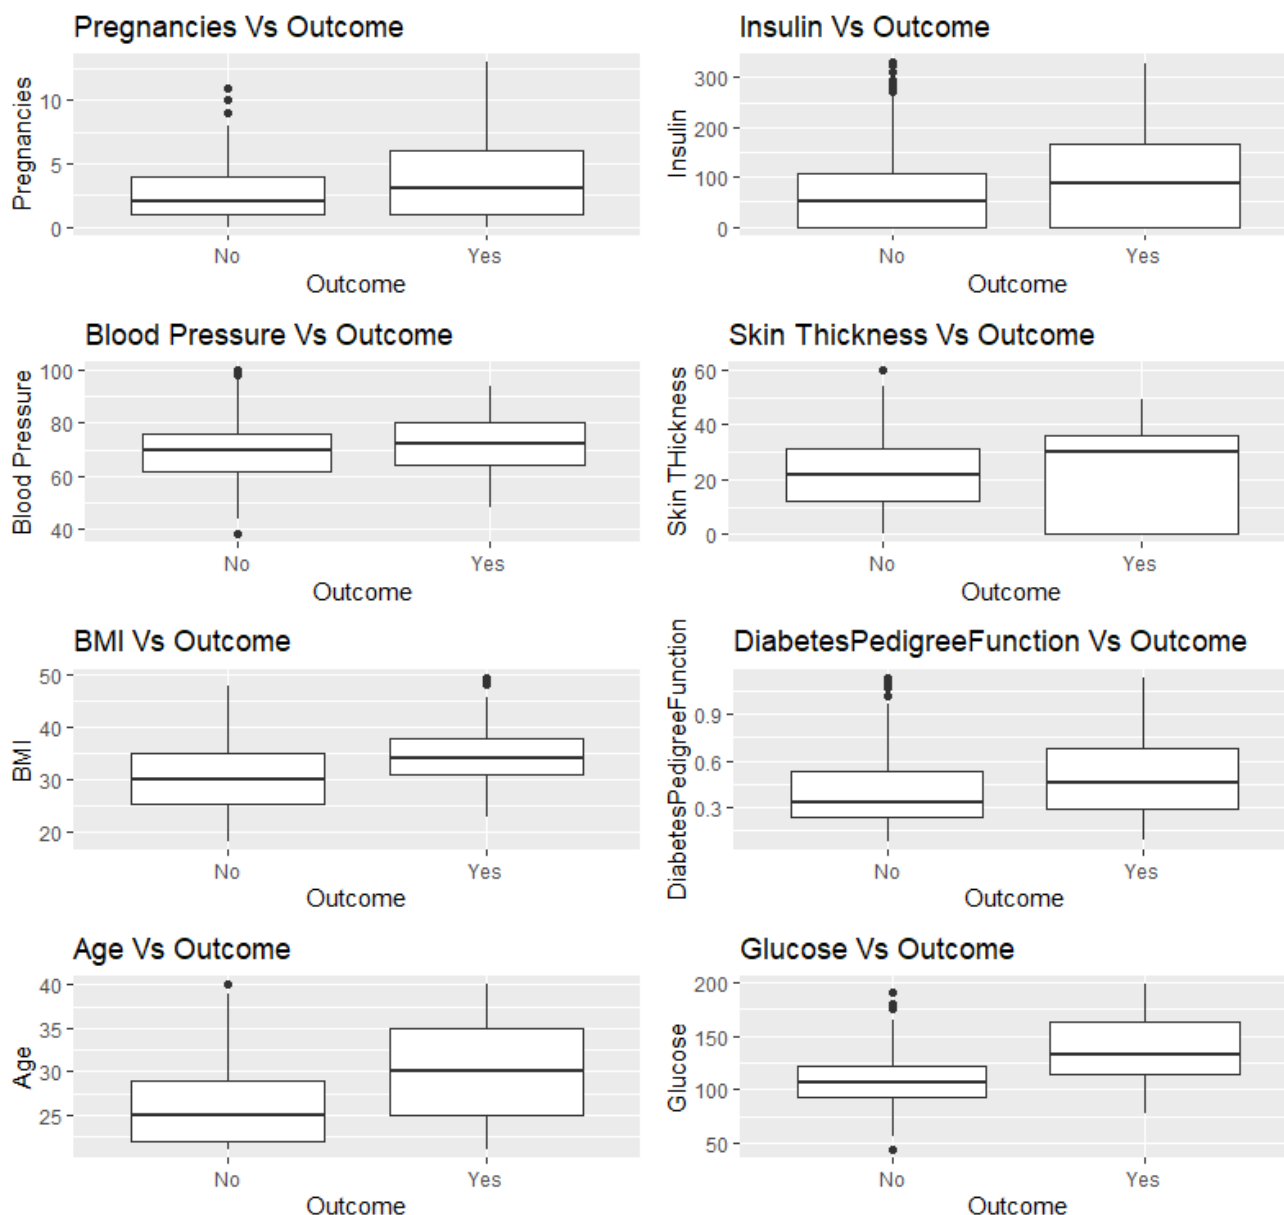 Pregnancies Vs Outcome
Pregnancies
10
5
0
No Yes
Outcome
Insulin Vs Outcome
Insulin
300
200
100
0
No Yes
Outcome
Blood Pressure Vs Outcome
Blood Pressure
100
80
60
40
No Yes
Outcome
Skin Thickness Vs Outcome
Skin THickness
60
40
20
0
No Yes
Outcome
BMI Vs Outcome
BMI
50
40
30
20
No Yes
Outcome
DiabetesPedigreeFunction Vs Outcome
DiabetesPedigreeFunction
0.9
0.6
0.3
No Yes
Outcome
Age Vs Outcome
Age
40
35
30
25
No Yes
Outcome
Glucose Vs Outcome
Glucose
200
150
100
50
No Yes
Outcome